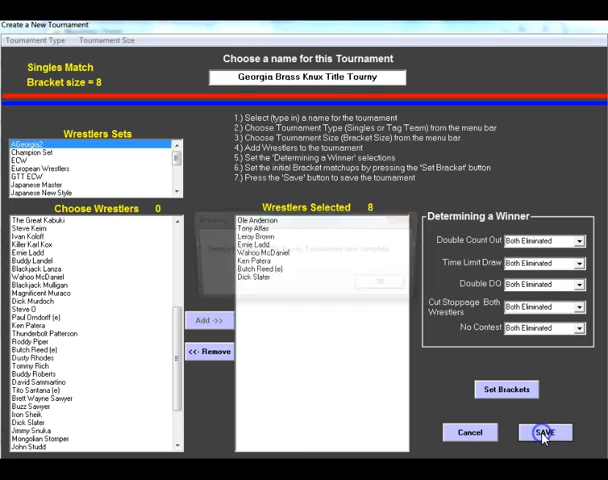 Create a New Tournament
Tournament Type Tournament Size
Singles Match
Bracket size = 8
Choose a name for this Tournament
Georgia Brass Knux Title Tourny
1.) Select (type in) a name for the tournament
2.) Choose Tournament Type (Singles or Tag Team) from the menu bar
3.) Choose Tournament Size (Bracket Size) from the menu bar
4.) Add Wrestlers to the tournament
5.) Set the 'Determining a Winner' selections
6.) Set the initial Bracket matchups by pressing the 'Set Bracket' button
7.) Press the 'Save' button to save the tournament
Wrestlers Sets
AGeorgia2
Champion Set
ECW
European Wrestlers
GTT ECW
Japanese Master
Japanese New Style
Choose Wrestlers 0
The Great Kabuki
Steve Keirn
Ivan Koloff
Killer Karl Kox
Ernie Ladd
Buddy Landel
Blackjack Lanza
Wahoo McDaniel
Blackjack Mulligan
Magnificent Muraco
Dick Murdoch
Steve O
Paul Orndorff (e)
Ken Patera
Thunderbolt Patterson
Roddy Piper
Butch Reed (e)
Dusty Rhodes
Tommy Rich
Buddy Roberts
David Sammartino
Tito Santana (e)
Brett Wayne Sawyer
Buzz Sawyer
Iron Sheik
Dick Slater
Jimmy Snuka
Mongolian Stomper
John Studd
Add ->>
<<- Remove
Wrestlers Selected 8
Ole Anderson
Tony Atlas
Leroy Brown
Ernie Ladd
Wahoo McDaniel
Ken Patera
Butch Reed (e)
Dick Slater
OK
Determining a Winner
Double Count Out Both Eliminated
Time Limit Draw Both Eliminated
Double DQ Both Eliminated
Cut Stoppage Both
Wrestlers Both Eliminated
No Contest Both Eliminated
Set Brackets
Cancel SAVE